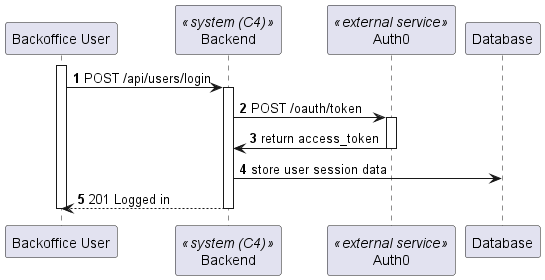 «system (C4)»
«external service»
Backoffice User
Backend
Auth0
Database
1 POST /api/users/login
2 POST /oauth/token
3 return access_token
4 store user session data
5 201 Logged in
Backoffice User
«system (C4)»
Backend
«external service»
Auth0
Database